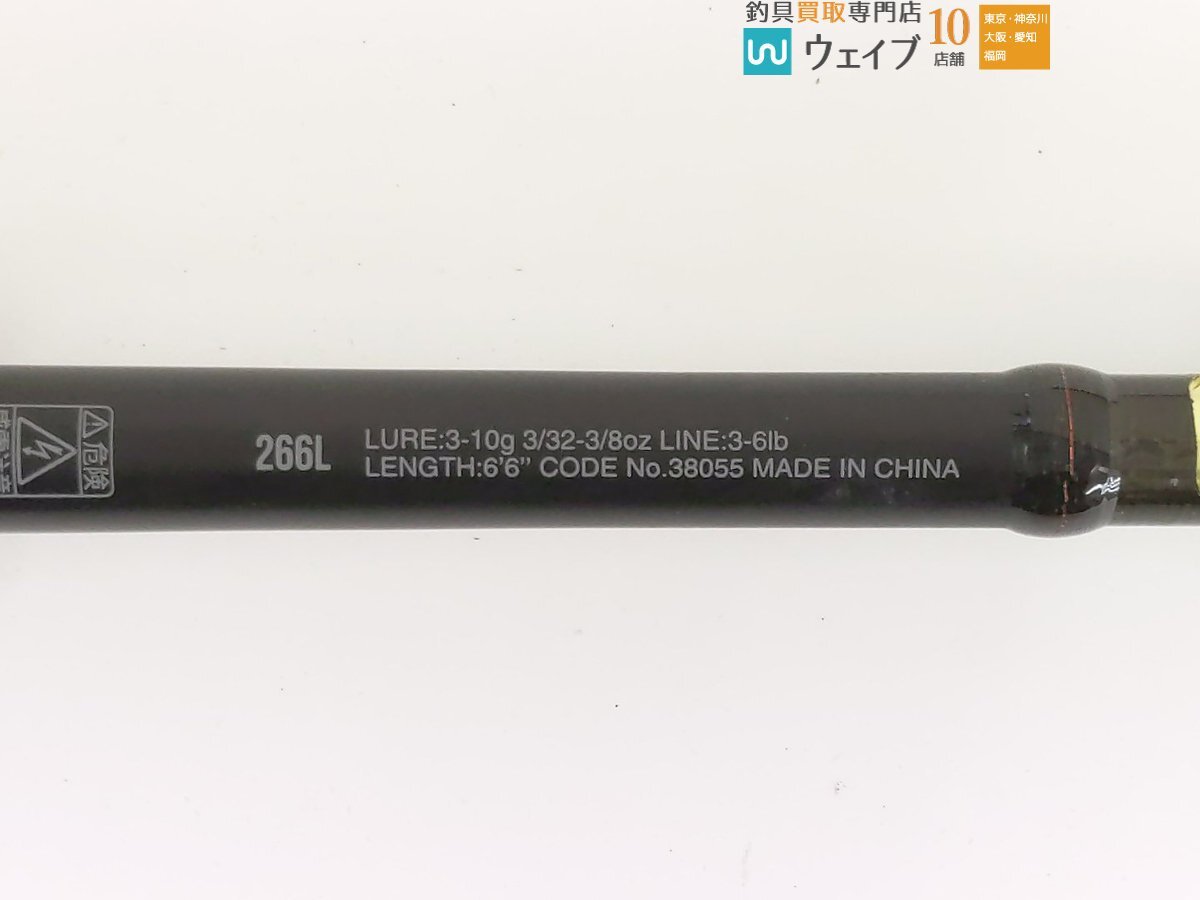 釣具買取専門店
ウェイブ
10
店舗
東京・神奈川
大阪・愛知
福岡
危険
266L
LURE:3-10g 3/32-3/8oz LINE:3-6lb
LENGTH:6'6" CODE No.38055 MADE IN CHINA